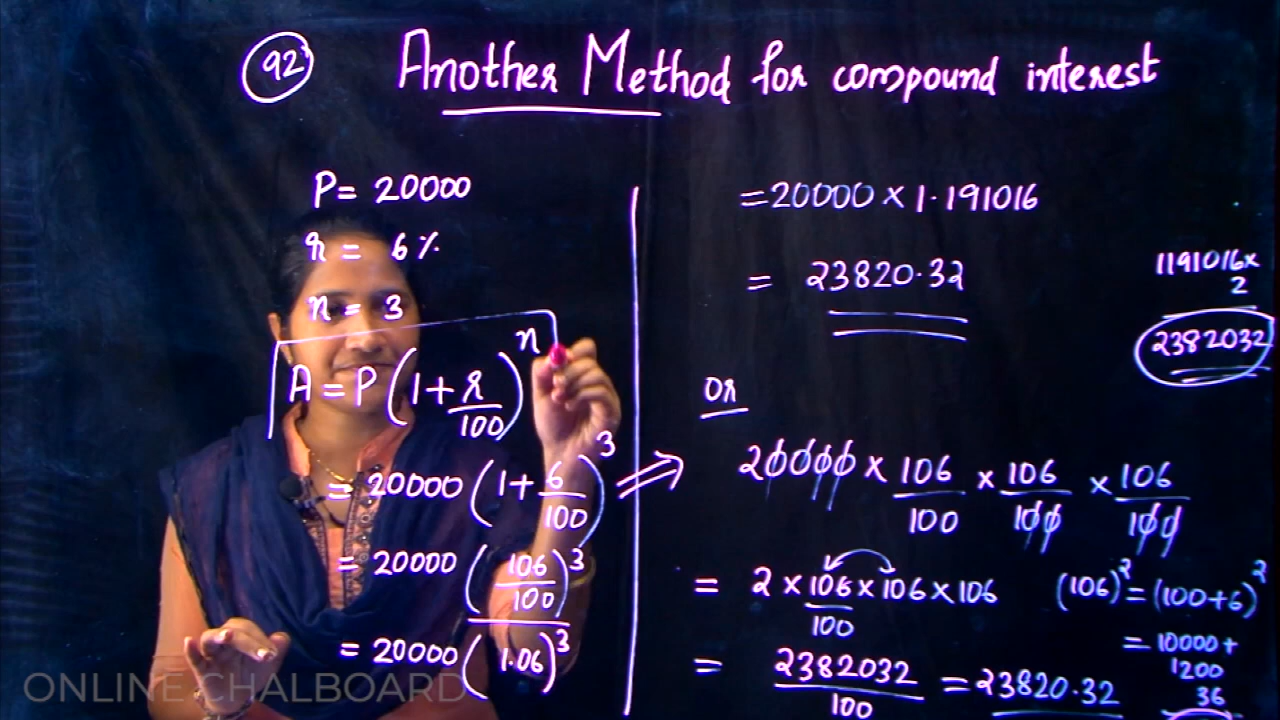 92
Another Method for compound interest
P = 20000
r = 6%
n = 3
A = P(1+r/100)^n
= 20000(1+6/100)^3
= 20000(106/100)^3
= 20000(1.06)^3
= 20000 × 1.191016
= 23820.32
1191016×
2
2382032
or
20000 × 106/100 × 106/100 × 106/100
= 2 × 106/100 × 106 × 106
(106)^2 = (100+6)^2
= 10000+
1200
36
= 2382032/100 = 23820.32
ONLINE CHALBOARD